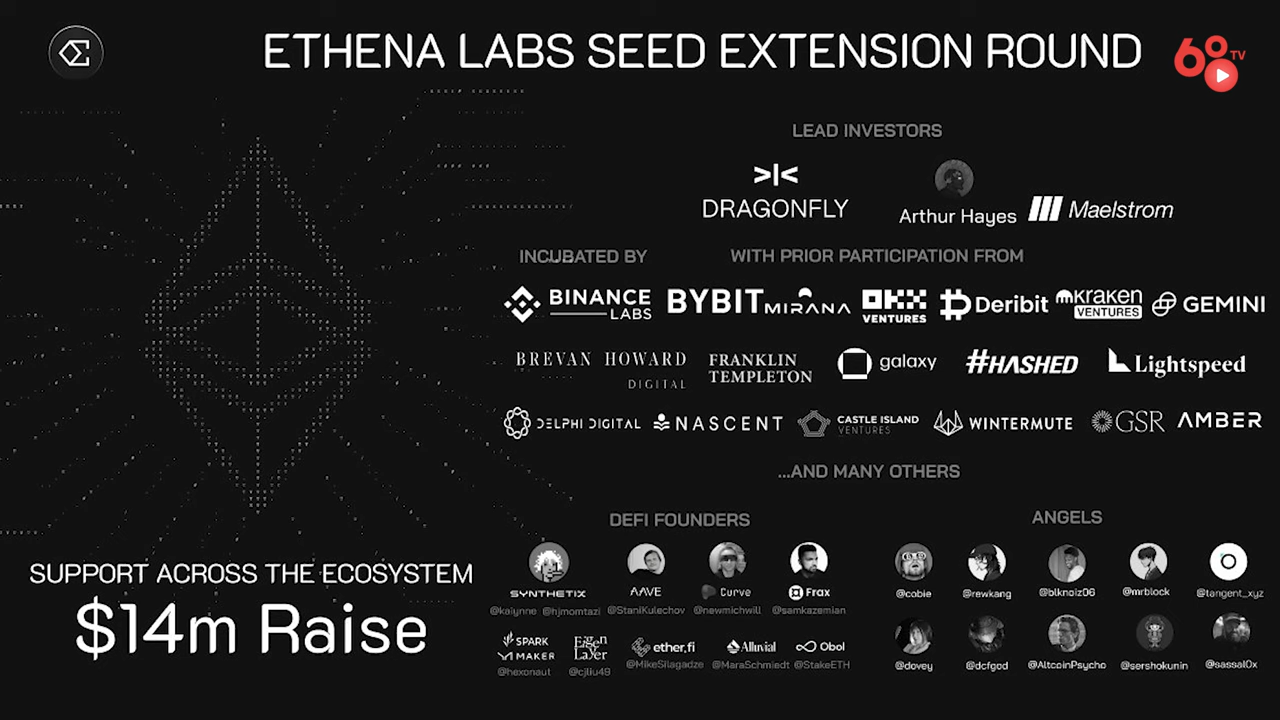 ETHENA LABS SEED EXTENSION ROUND
60 TV
LEAD INVESTORS
DRAGONFLY
Arthur Hayes
Maelstrom
INCUBATED BY
WITH PRIOR PARTICIPATION FROM
BINANCE LABS
BYBIT MIRANA
OKX VENTURES
Deribit
kraken VENTURES
GEMINI
BREVAN HOWARD DIGITAL
FRANKLIN TEMPLETON
galaxy
#HASHED
Lightspeed
DELPHI DIGITAL
NASCENT
CASTLE ISLAND VENTURES
WINTERMUTE
GSR
AMBER
...AND MANY OTHERS
SUPPORT ACROSS THE ECOSYSTEM
$14m Raise
DEFI FOUNDERS
SYNTHETIX
AAVE
Curve
Frax
@kaiynne @hjmomtazi @StaniKulechov @newmichwill @samkazemian
SPARK
MAKER
Eigen
Layer
ether.fi
Alluvial
Obol
@hexonaut @cjliu49 @MikeSilagadze @MaraSchmiedt @StakeETH
ANGELS
@cobie @rewkang @blknoiz06 @mrblock @tangent_xyz
@dovey @dcfgod @AltcoinPsycho @sershokunin @sassal0x